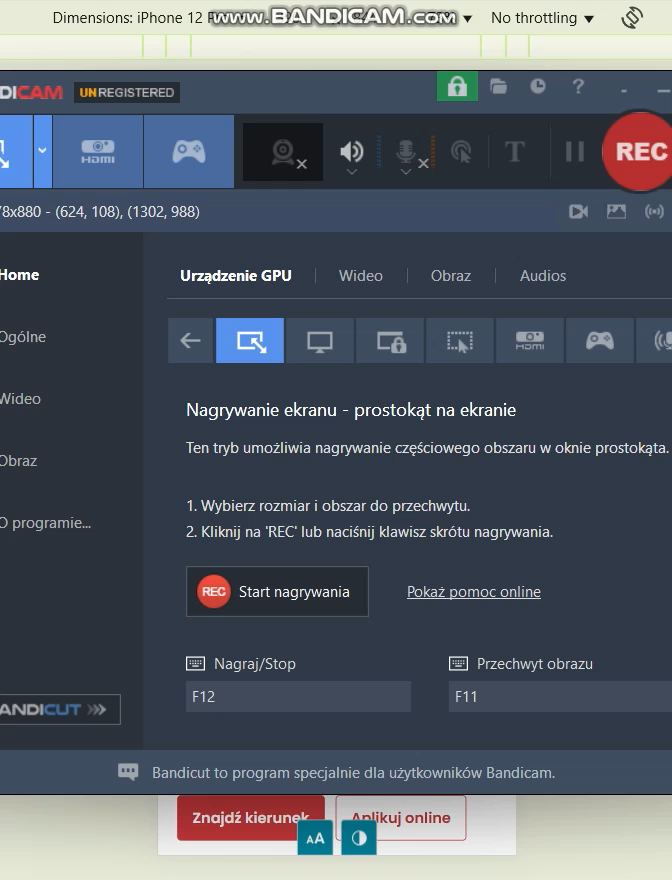 Dimensions: iPhone 12 P
WWW.BANDICAM.COM
No throttling
DICAM UNREGISTERED
?
HDMI
T
REC
8x880 - (624, 108), (1302, 988)
Home
Ogólne
Wideo
Obraz
O programie...
Urządzenie GPU
Wideo
Obraz
Audios
HDMI
Nagrywanie ekranu - prostokąt na ekranie
Ten tryb umożliwia nagrywanie częściowego obszaru w oknie prostokąta.
1. Wybierz rozmiar i obszar do przechwytu.
2. Kliknij na 'REC' lub naciśnij klawisz skrótu nagrywania.
REC Start nagrywania
Pokaż pomoc online
Nagraj/Stop
Przechwyt obrazu
F12
F11
ANDICUT
Bandicut to program specjalnie dla użytkowników Bandicam.
Znajdź kierunek
Aplikuj online
AA